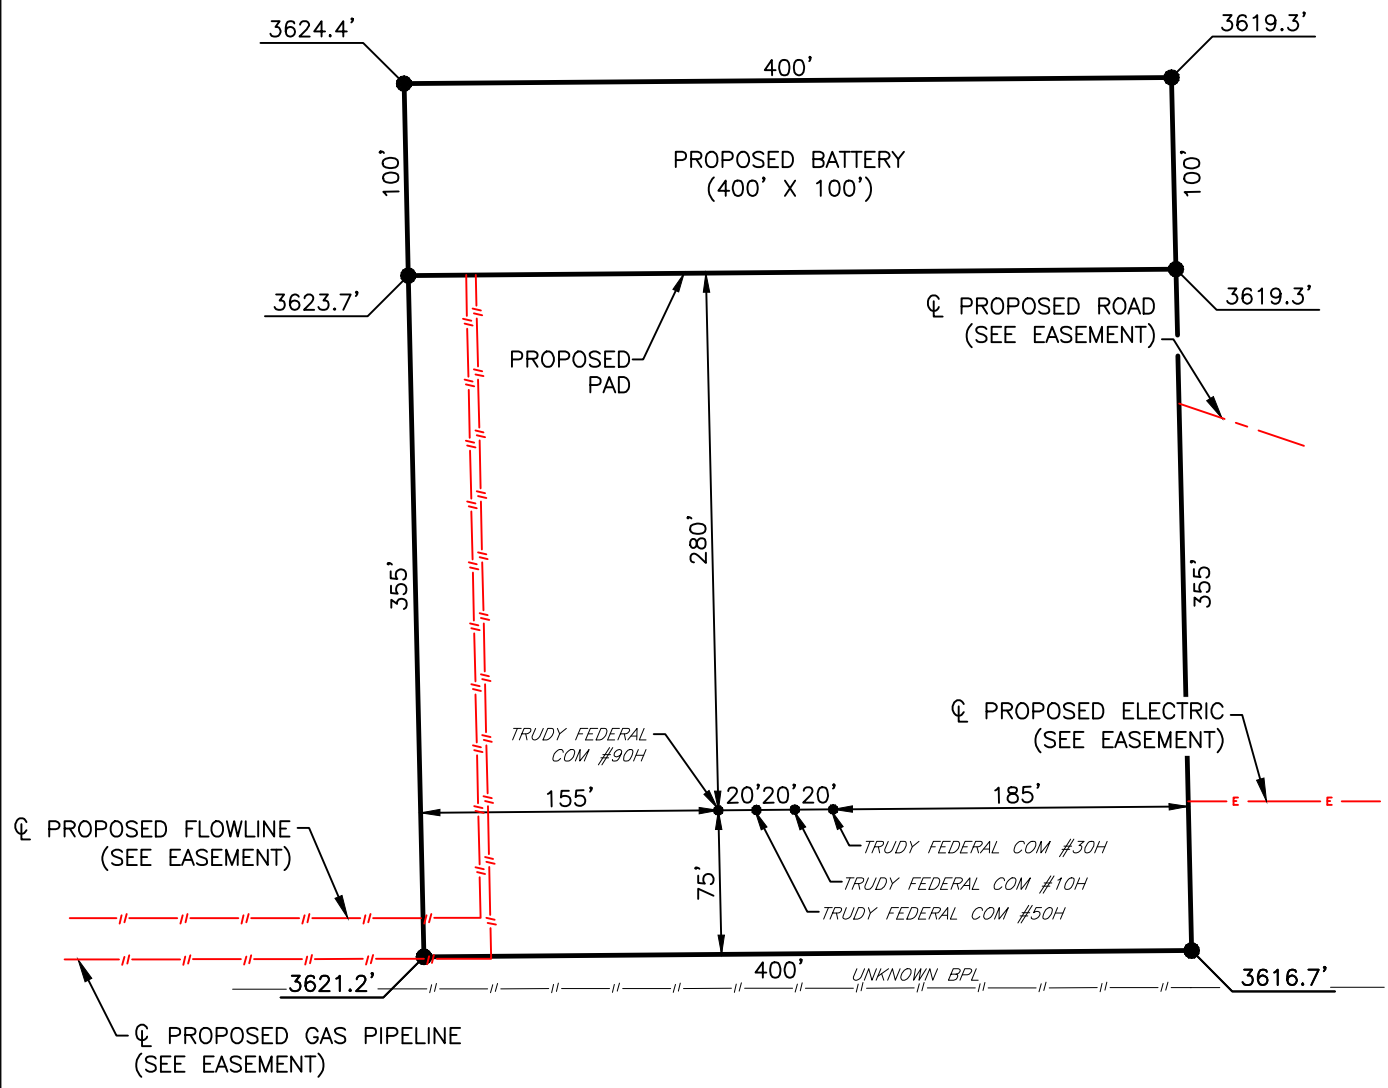 3624.4'
3619.3'
400'
100'
PROPOSED BATTERY
(400' X 100')
100'
3623.7'
3619.3'
℄ PROPOSED ROAD
(SEE EASEMENT)
PROPOSED
PAD
280'
355'
355'
℄ PROPOSED ELECTRIC
(SEE EASEMENT)
TRUDY FEDERAL
COM #90H
155'
20' 20' 20'
185'
E E
℄ PROPOSED FLOWLINE
(SEE EASEMENT)
TRUDY FEDERAL COM #30H
TRUDY FEDERAL COM #10H
TRUDY FEDERAL COM #50H
75'
400'
UNKNOWN BPL
3621.2'
3616.7'
℄ PROPOSED GAS PIPELINE
(SEE EASEMENT)